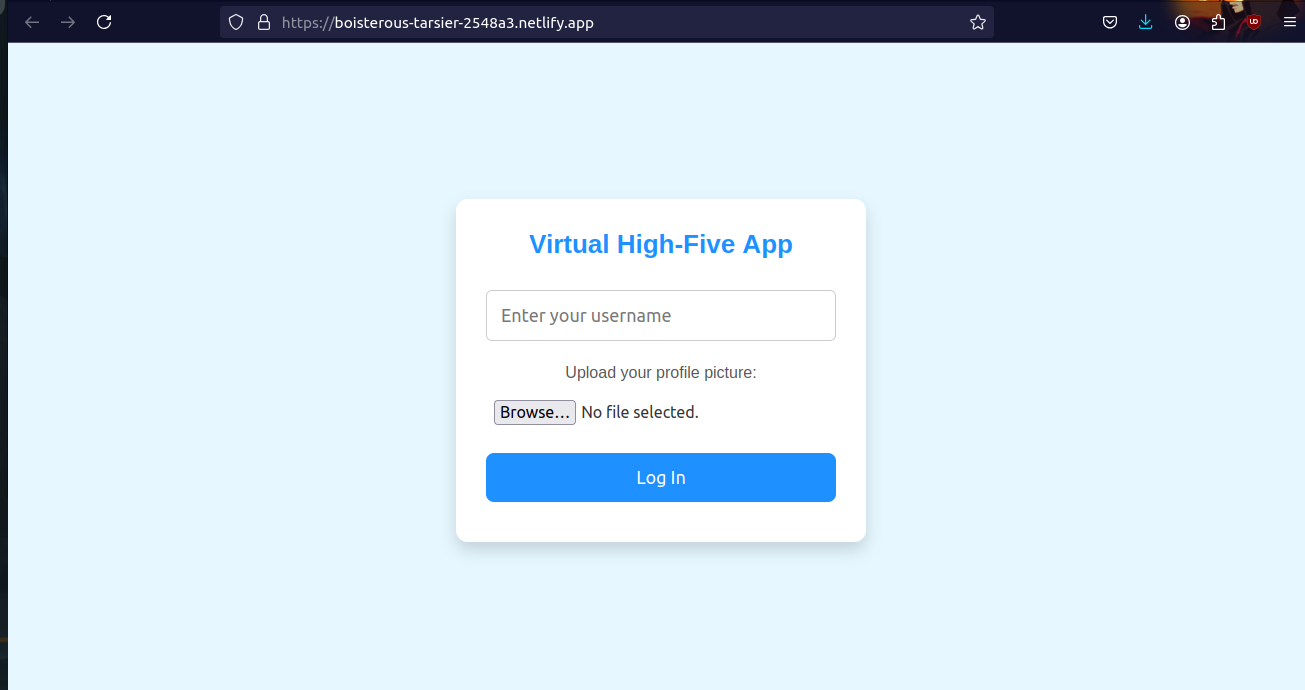 https://boisterous-tarsier-2548a3.netlify.app
UD
Virtual High-Five App
Enter your username
Upload your profile picture:
Browse... No file selected.
Log In